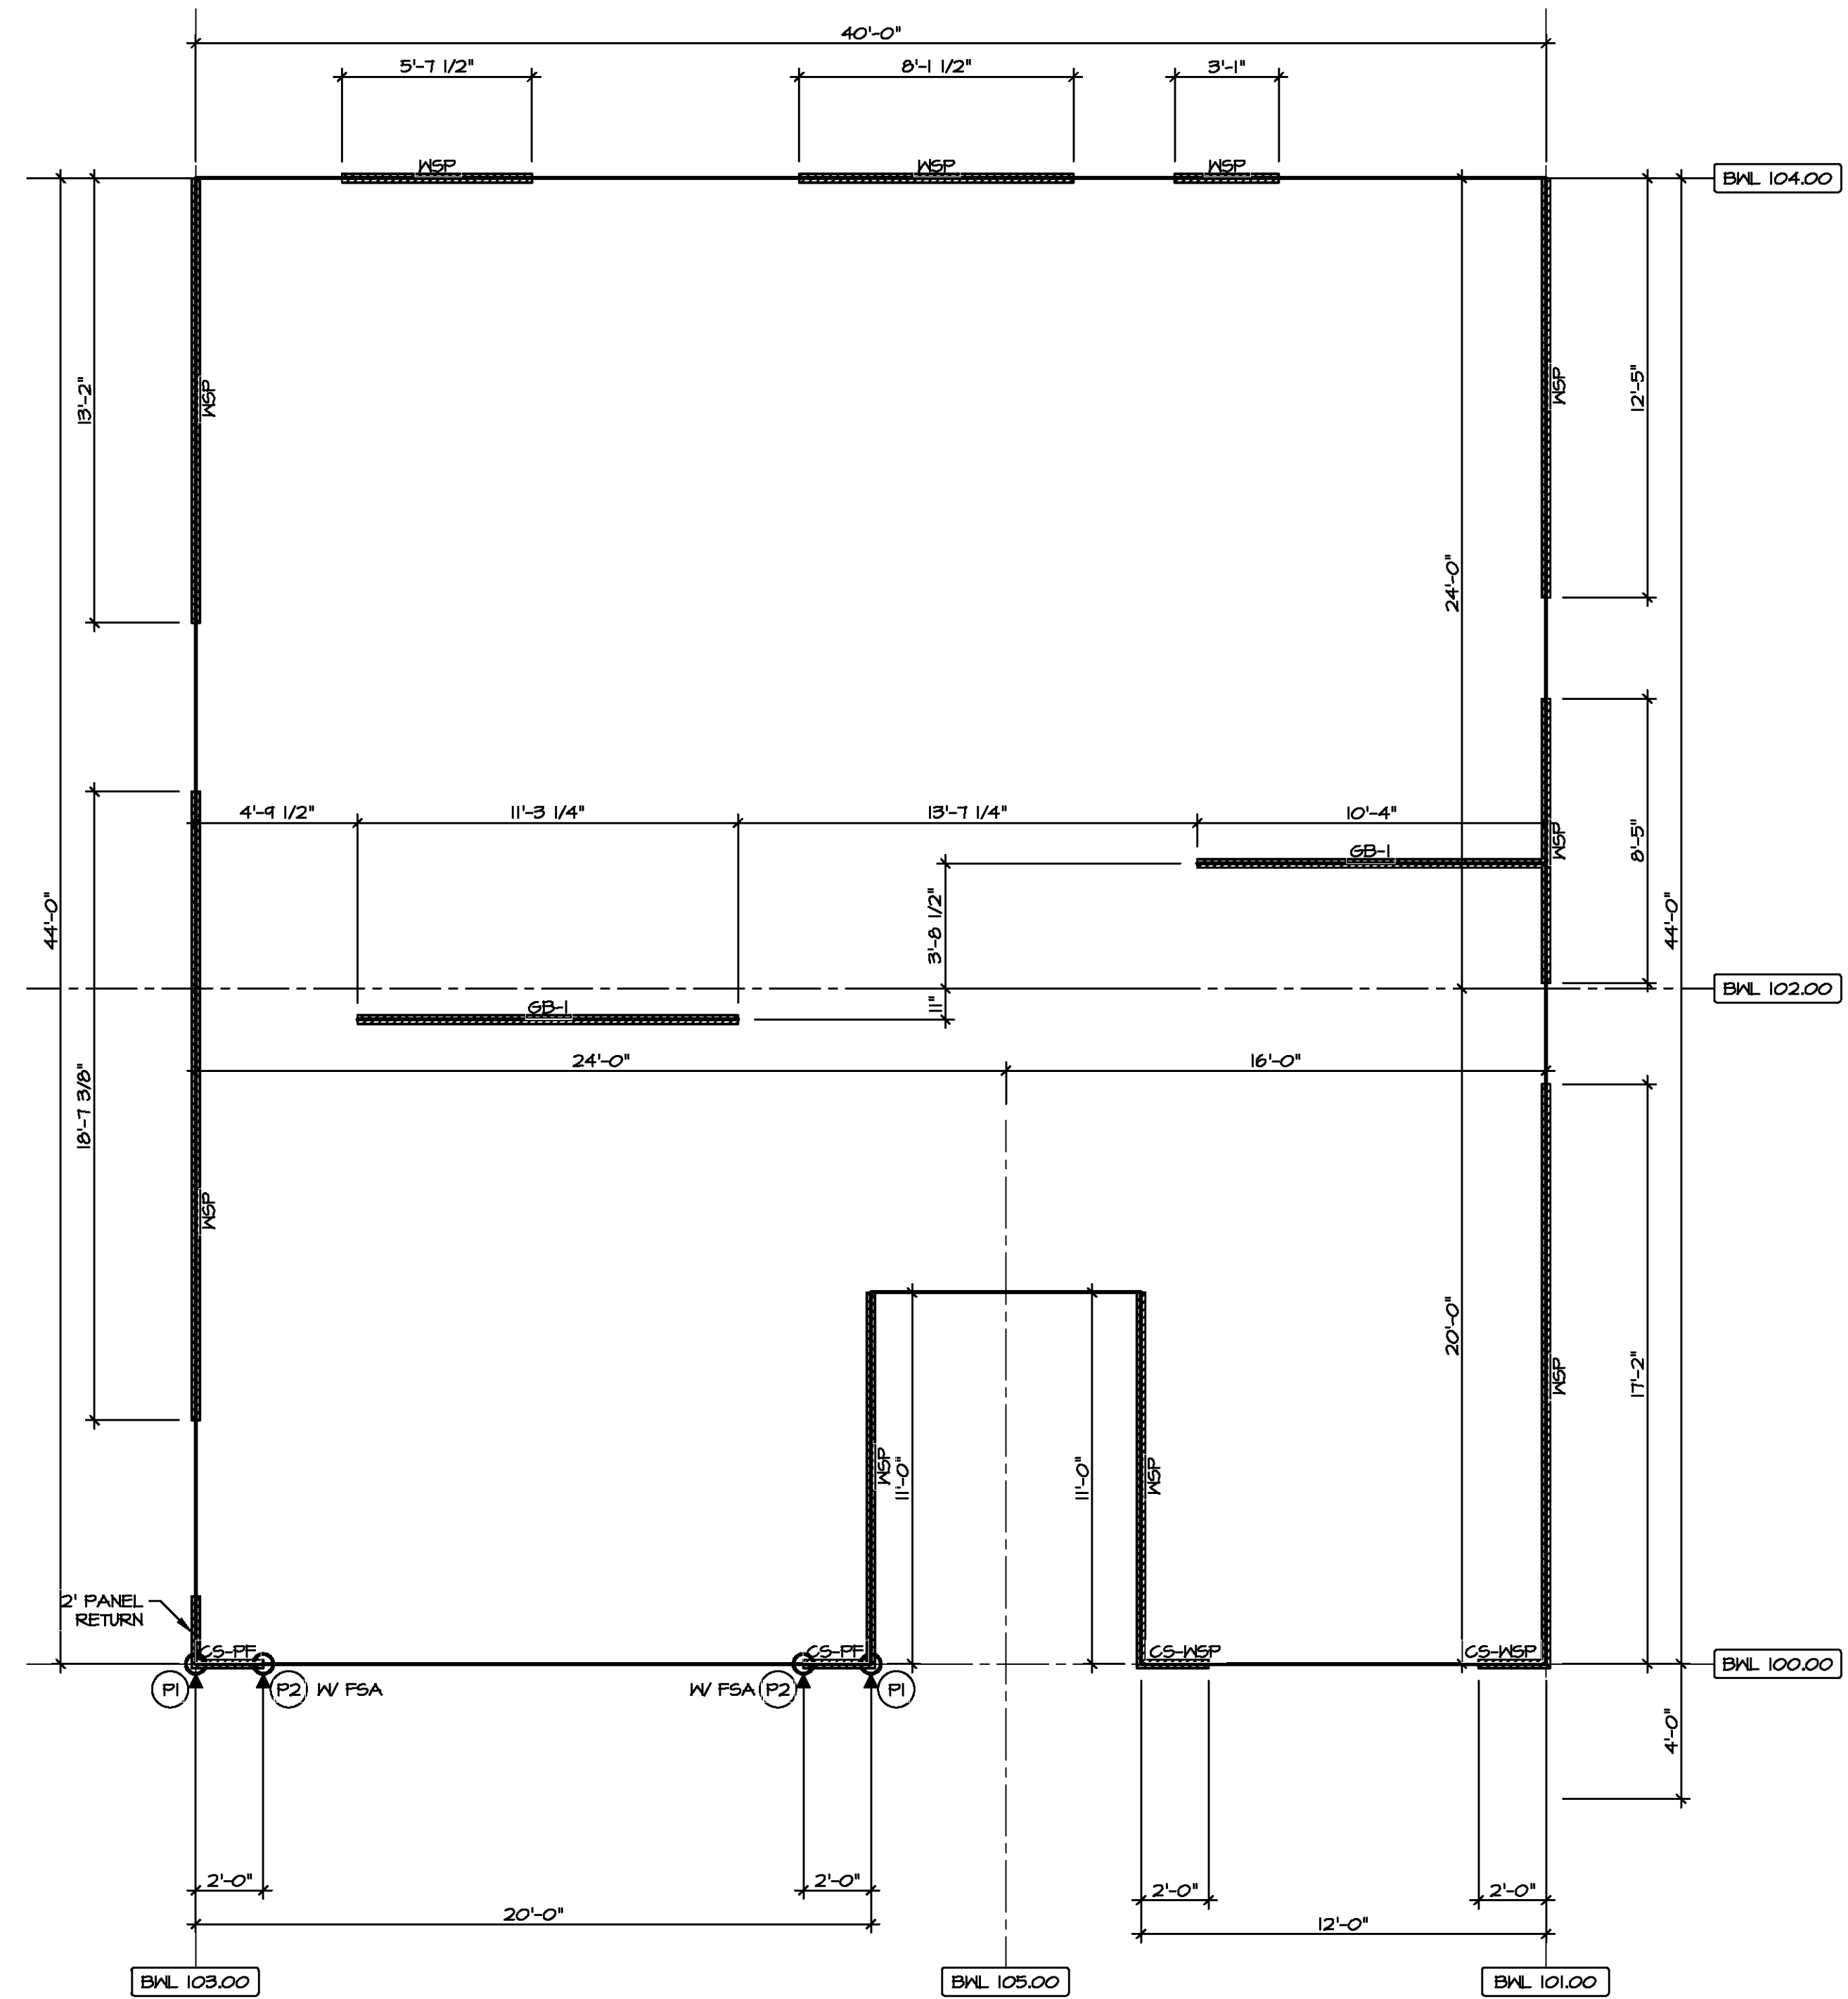 40'-0"
5'-7 1/2"
8'-1 1/2"
3'-1"
WSP
WSP
WSP
BWL 104.00
13'-2"
WSP
WSP
12'-5"
24'-0"
4'-9 1/2"
11'-3 1/4"
13'-7 1/4"
10'-4"
GB-1
WSP
8'-5"
44'-0"
3'-8 1/2"
44'-0"
BWL 102.00
GB-1
11"
24'-0"
16'-0"
18'-7 3/8"
WSP
20'-0"
WSP
17'-2"
WSP
11'-0"
11'-0"
WSP
2' PANEL
RETURN
CS-PF
CS-PF
CS-WSP
CS-WSP
BWL 100.00
P1
P2
W/ FSA
W/ FSA
P2
P1
4'-0"
2'-0"
2'-0"
2'-0"
2'-0"
20'-0"
12'-0"
BWL 103.00
BWL 105.00
BWL 101.00